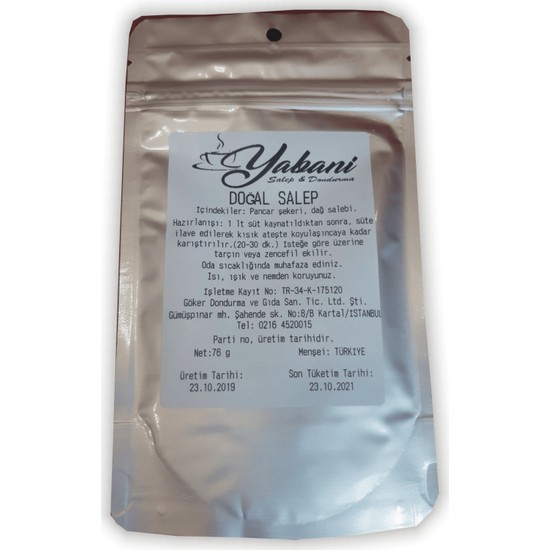 Yabani
Salep & Dondurma
DOĞAL SALEP
İçindekiler: Pancar şekeri, dağ salebi.
Hazırlanışı: 1 lt süt kaynatıldıktan sonra, süte
ilave edilerek kısık ateşte koyulaşıncaya kadar
karıştırılır.(20-30 dk.) İsteğe göre üzerine
tarçın veya zencefil ekilir.
Oda sıcaklığında muhafaza ediniz.
Isı, ışık ve nemden koruyunuz.
İşletme Kayıt No: TR-34-K-175120
Göker Dondurma ve Gıda San. Tic. Ltd. Şti.
Gümüşpınar mh. Şahende sk. No:8/B Kartal/İSTANBUL
Tel: 0216 4520015
Parti no, üretim tarihidir.
Net:76 g Menşei: TÜRKİYE
Üretim Tarihi: Son Tüketim Tarihi:
23.10.2019 23.10.2021